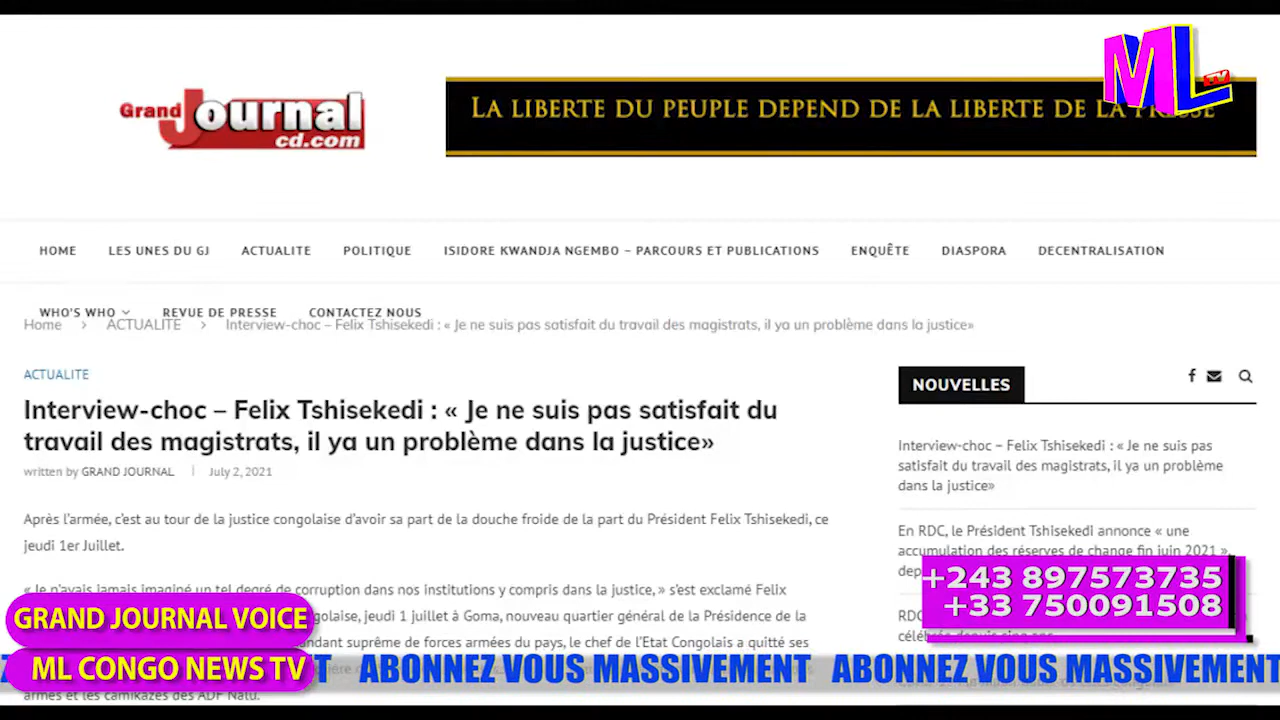 Grand Journal
cd.com
LA LIBERTE DU PEUPLE DEPEND DE LA LIBERTE DE LA PRESSE
ML TV
HOME LES UNES DU GJ ACTUALITE POLITIQUE ISIDORE KWANDJA NGEMBO – PARCOURS ET PUBLICATIONS ENQUÊTE DIASPORA DECENTRALISATION
WHO'S WHO REVUE DE PRESSE CONTACTEZ NOUS
Home > ACTUALITE > Interview-choc – Felix Tshisekedi : « Je ne suis pas satisfait du travail des magistrats, il ya un problème dans la justice»
ACTUALITE
Interview-choc – Felix Tshisekedi : « Je ne suis pas satisfait du
travail des magistrats, il ya un problème dans la justice»
written by GRAND JOURNAL | July 2, 2021
Après l'armée, c'est au tour de la justice congolaise d'avoir sa part de la douche froide de la part du Président Felix Tshisekedi, ce
jeudi 1er Juillet.
« Je n'avais jamais imaginé un tel degré de corruption dans nos institutions y compris dans la justice, » s'est exclamé Felix
jeudi 1 juillet à Goma, nouveau quartier général de la Présidence de la
suprême de forces armées du pays, le chef de l'Etat Congolais a quitté ses
armés et les camikazes des ADF Nalu.
NOUVELLES
Interview-choc – Felix Tshisekedi : « Je ne suis pas
satisfait du travail des magistrats, il ya un problème
dans la justice»
En RDC, le Président Tshisekedi annonce « une
accumulation des réserves de change fin juin 2021 »,
+243 897573735
+33 750091508
GRAND JOURNAL VOICE
ML CONGO NEWS TV
ABONNEZ VOUS MASSIVEMENT ABONNEZ VOUS MASSIVEMENT